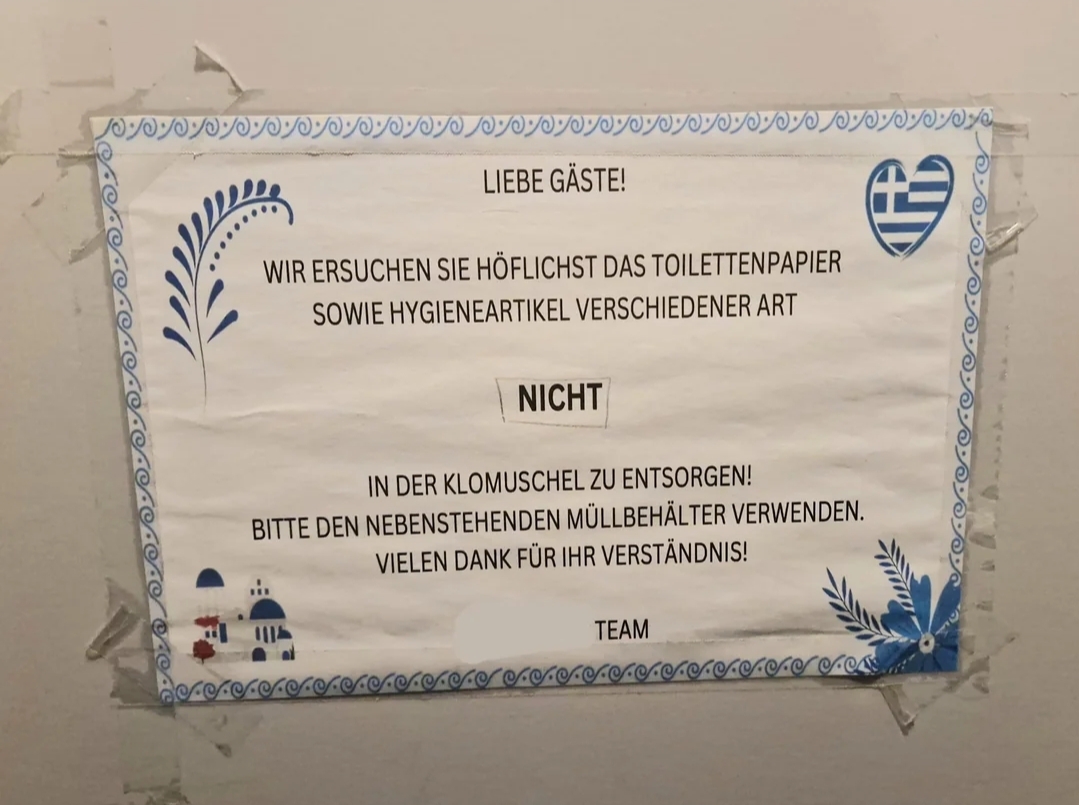 LIEBE GÄSTE!
WIR ERSUCHEN SIE HÖFLICHST DAS TOILETTENPAPIER
SOWIE HYGIENEARTIKEL VERSCHIEDENER ART
NICHT
IN DER KLOMUSCHEL ZU ENTSORGEN!
BITTE DEN NEBENSTEHENDEN MÜLLBEHÄLTER VERWENDEN.
VIELEN DANK FÜR IHR VERSTÄNDNIS!
TEAM